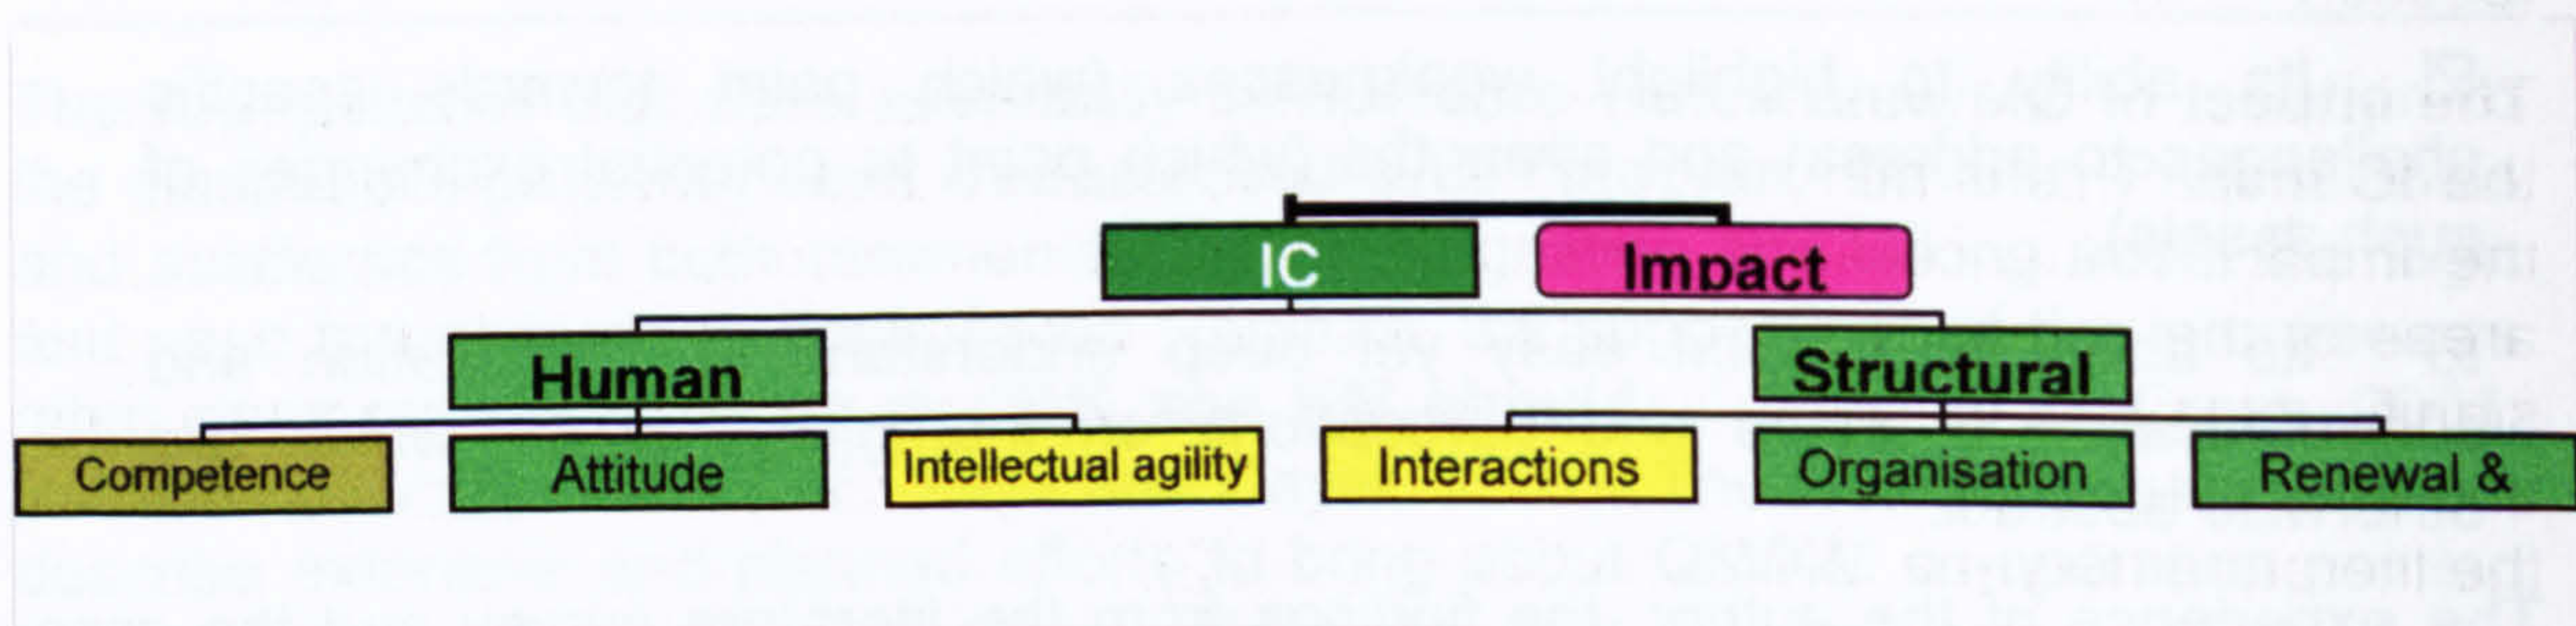 IC
Impact
Human
Structural
Competence
Attitude
Intellectual agility
Interactions
Organisation
Renewal &